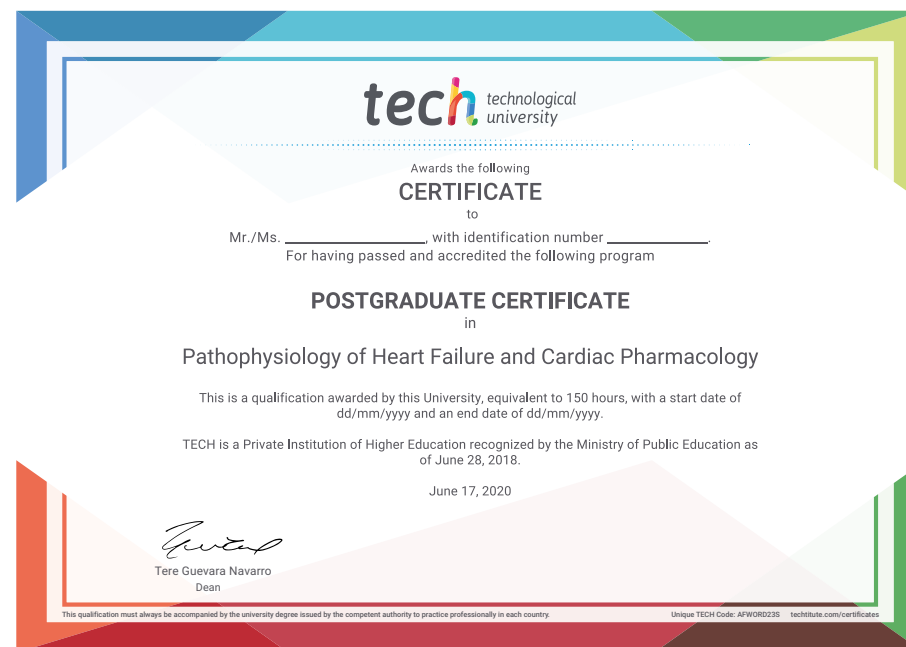 tech technological
university
Awards the following
CERTIFICATE
to
Mr./Ms. ____________________, with identification number ______________.
For having passed and accredited the following program
POSTGRADUATE CERTIFICATE
in
Pathophysiology of Heart Failure and Cardiac Pharmacology
This is a qualification awarded by this University, equivalent to 150 hours, with a start date of
dd/mm/yyyy and an end date of dd/mm/yyyy.
TECH is a Private Institution of Higher Education recognized by the Ministry of Public Education as
of June 28, 2018.
June 17, 2020
Tere Guevara Navarro
Dean
This qualification must always be accompanied by the university degree issued by the competent authority to practice professionally in each country.
Unique TECH Code: AFWORD23S techtitute.com/certificates